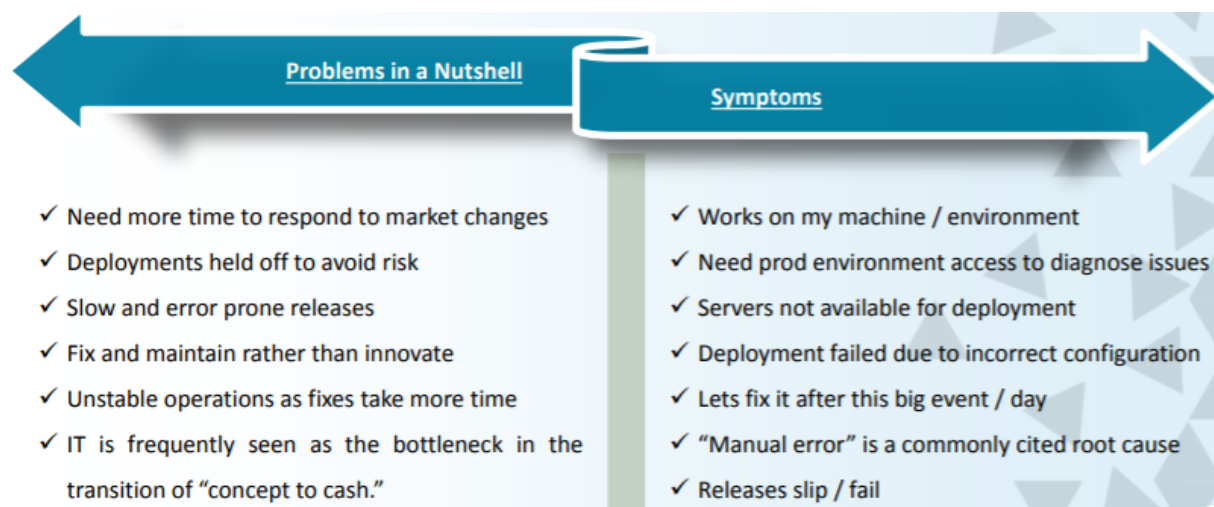 Problems in a Nutshell
Symptoms
✓ Need more time to respond to market changes
✓ Deployments held off to avoid risk
✓ Slow and error prone releases
✓ Fix and maintain rather than innovate
✓ Unstable operations as fixes take more time
✓ IT is frequently seen as the bottleneck in the
transition of “concept to cash.”
✓ Works on my machine / environment
✓ Need prod environment access to diagnose issues
✓ Servers not available for deployment
✓ Deployment failed due to incorrect configuration
✓ Lets fix it after this big event / day
✓ “Manual error” is a commonly cited root cause
✓ Releases slip / fail